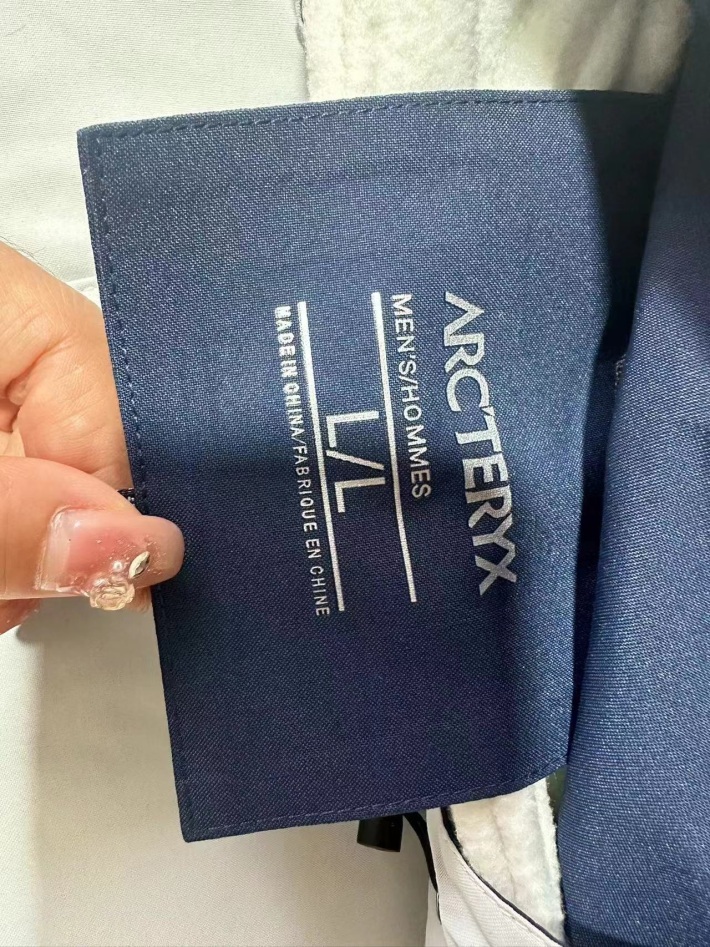 ARC'TERYX
MEN'S/HOMMES
L/L
MADE IN CHINA/FABRIQUE EN CHINE